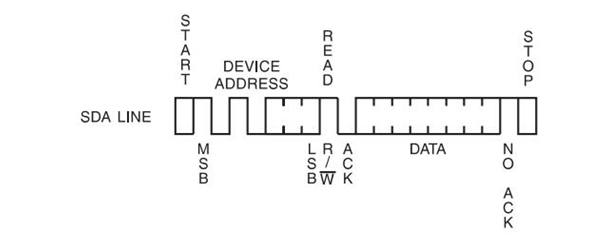 START
DEVICE
ADDRESS
READ
STOP
SDA LINE
MSB
LSB
R/W
ACK
DATA
NO ACK